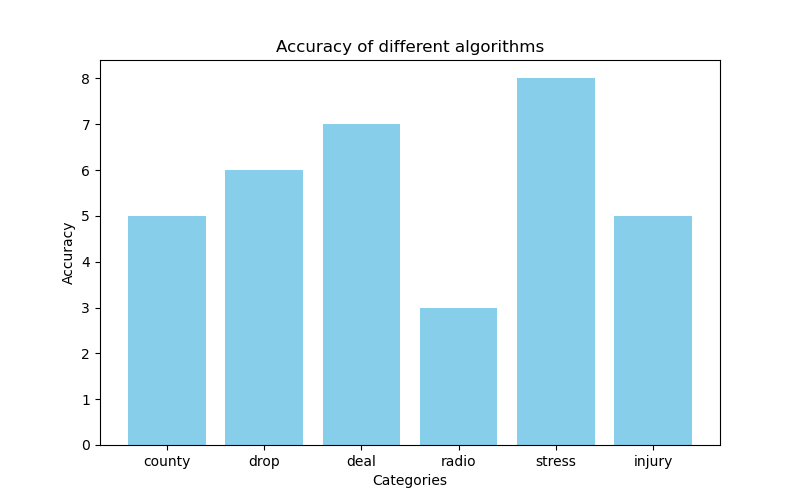 Accuracy of different algorithms
8
7
6
5
4
3
2
1
0
Accuracy
county drop deal radio stress injury
Categories